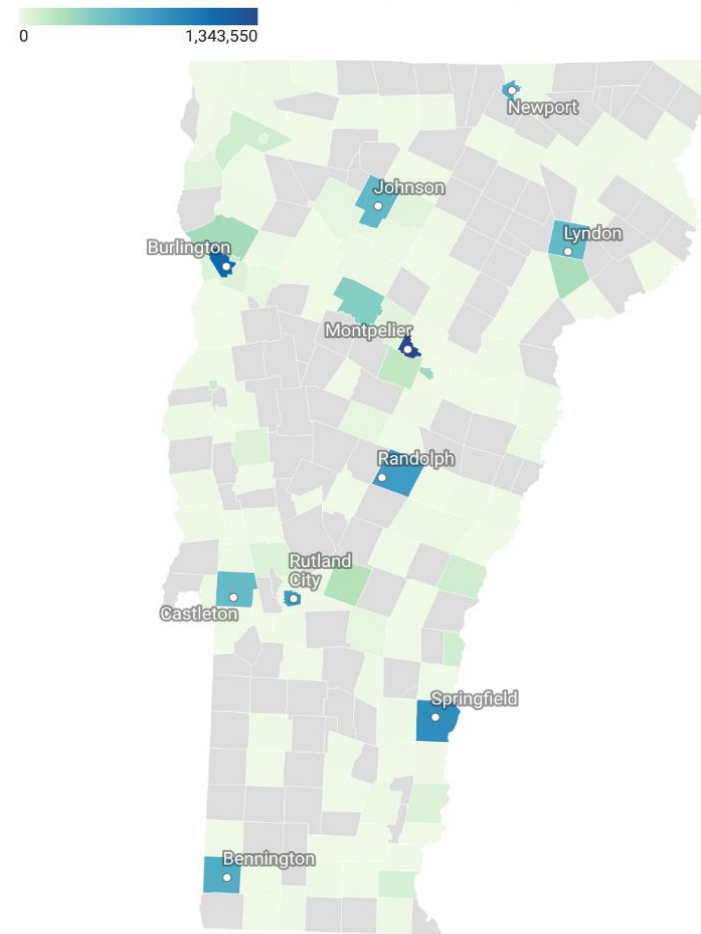 0 1,343,550
Newport
Johnson
Lyndon
Burlington
Montpelier
Randolph
Rutland
City
Castleton
Springfield
Bennington